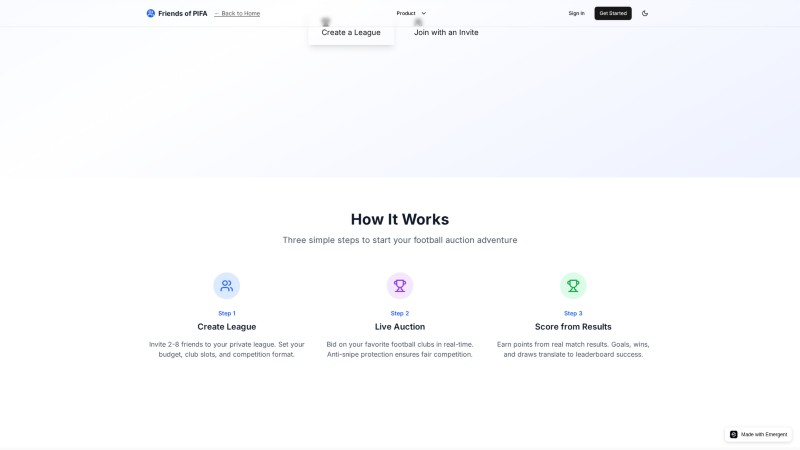 Friends of PIFA
← Back to Home
Product
Sign In
Get Started
Create a League
Join with an Invite
How It Works
Three simple steps to start your football auction adventure
Step 1
Create League
Invite 2-8 friends to your private league. Set your
budget, club slots, and competition format.
Step 2
Live Auction
Bid on your favorite football clubs in real-time.
Anti-snipe protection ensures fair competition.
Step 3
Score from Results
Earn points from real match results. Goals, wins,
and draws translate to leaderboard success.
Made with Emergent